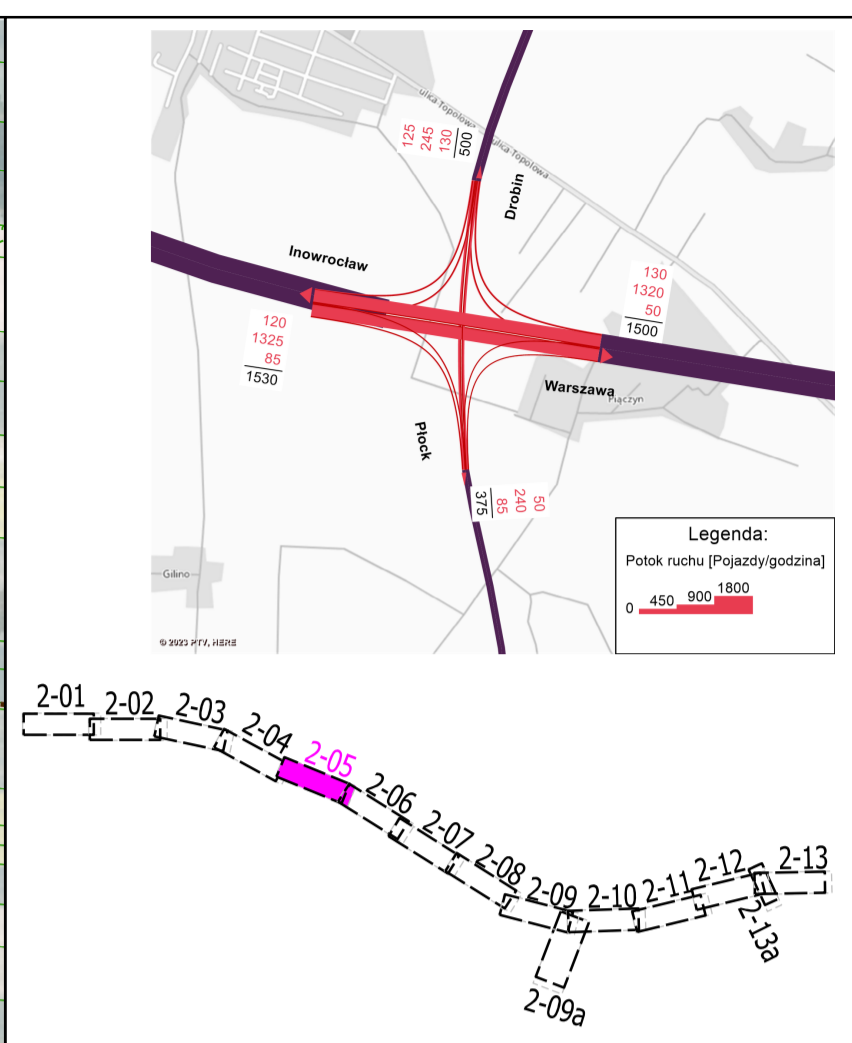 ulica Topolowa
ulica Topolowa
125
245
130
500
Drobin
Inowrocław
120
1325
85
1530
130
1320
50
1500
Warszawa
Piączyn
Płock
375
85
240
50
Gilino
© 2023 PTV, HERE
Legenda:
Potok ruchu [Pojazdy/godzina]
0 450 900 1800
2-01
2-02
2-03
2-04
2-05
2-06
2-07
2-08
2-09
2-09a
2-10
2-11
2-12
2-13
2-13a